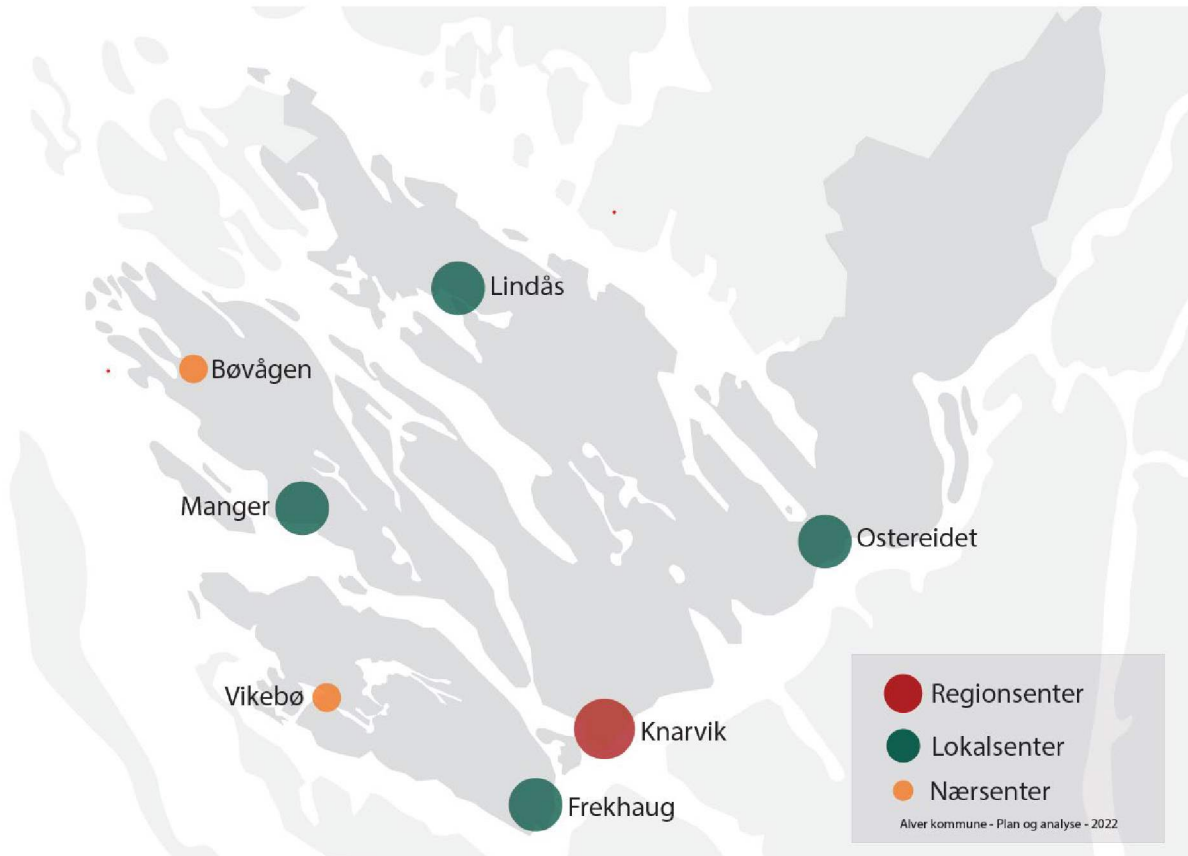 Lindås
Bøvågen
Manger
Ostereidet
Vikebø
Knarvik
Frekhaug
Regionsenter
Lokalsenter
Nærsenter
Alver kommune - Plan og analyse - 2022